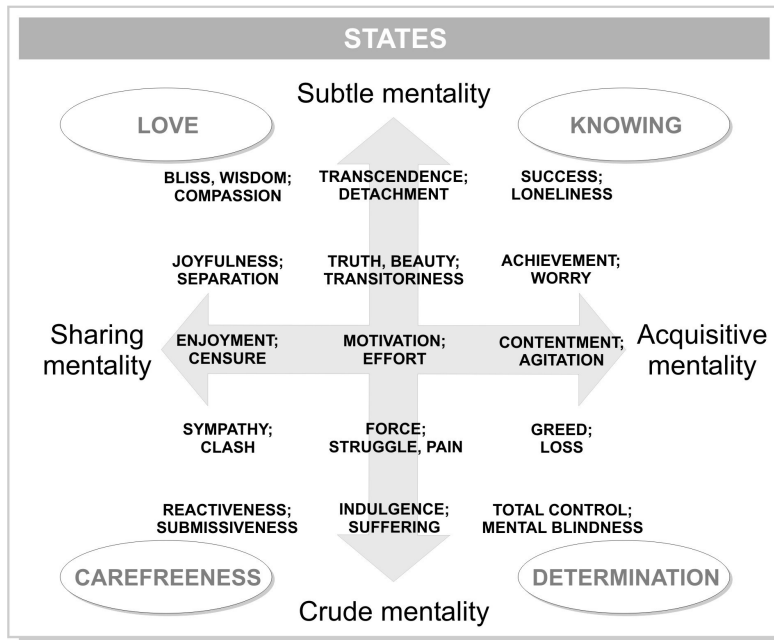 STATES
Subtle mentality
LOVE
KNOWING
BLISS, WISDOM;
COMPASSION
TRANSCENDENCE;
DETACHMENT
SUCCESS;
LONELINESS
JOYFULNESS;
SEPARATION
TRUTH, BEAUTY;
TRANSITORINESS
ACHIEVEMENT;
WORRY
Sharing
mentality
ENJOYMENT;
CENSURE
MOTIVATION;
EFFORT
CONTENTMENT;
AGITATION
Acquisitive
mentality
SYMPATHY;
CLASH
FORCE;
STRUGGLE, PAIN
GREED;
LOSS
REACTIVENESS;
SUBMISSIVENESS
INDULGENCE;
SUFFERING
TOTAL CONTROL;
MENTAL BLINDNESS
CAREFREENESS
DETERMINATION
Crude mentality